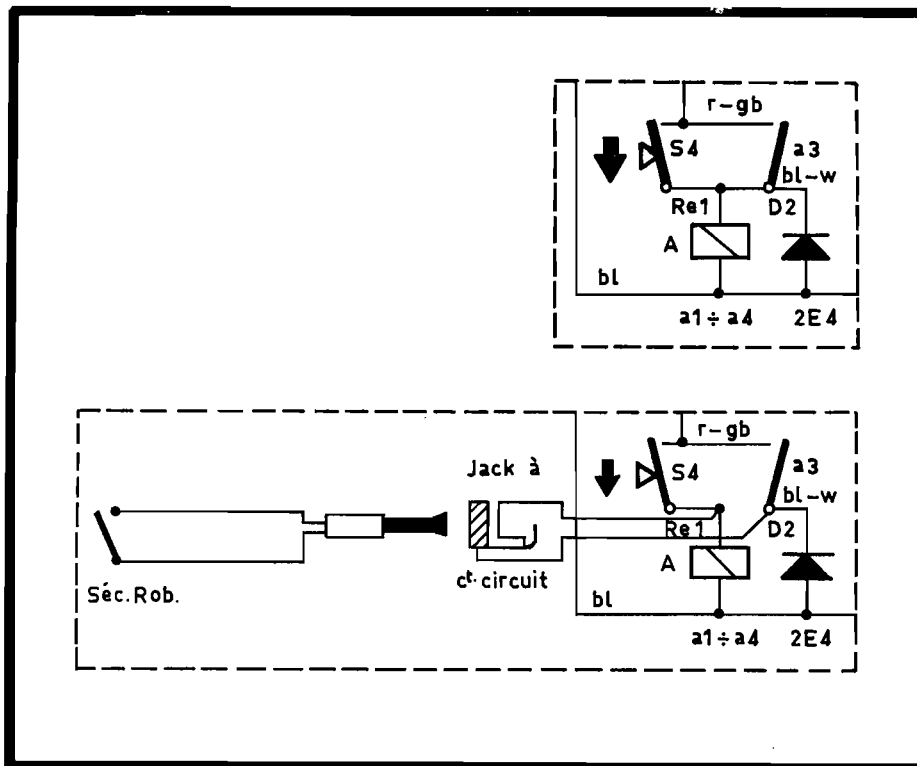 r-gb
S4
a3
bl-w
Re1
D2
A
bl
a1÷a4
2E4
r-gb
Jack à
S4
a3
bl-w
Re1
D2
A
ct. circuit
Séc.Rob.
bl
a1÷a4
2E4